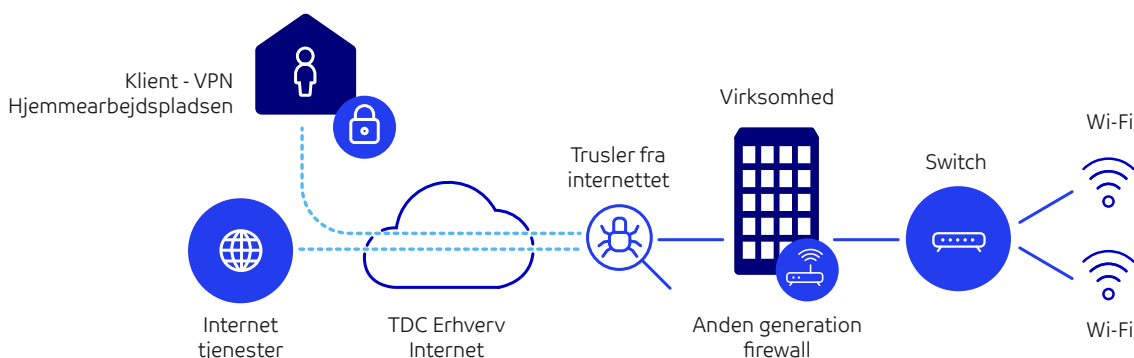 Klient - VPN
Hjemmearbejdspladsen
Virksomhed
Wi-Fi
Trusler fra
internettet
Switch
Internet
tjenester
TDC Erhverv
Internet
Anden generation
firewall
Wi-Fi